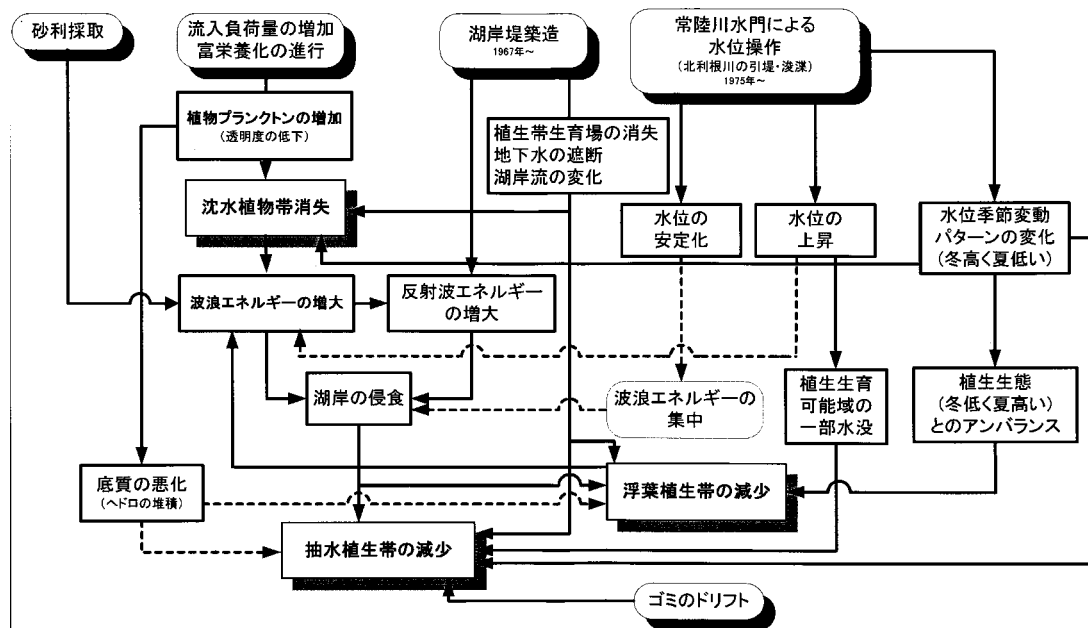 砂利採取
流入負荷量の増加
富栄養化の進行
湖岸堤築造
1967年～
常陸川水門による
水位操作
(北利根川の引堤・浚渫)
1975年～
植物プランクトンの増加
(透明度の低下)
植生帯生育場の消失
地下水の遮断
湖岸流の変化
沈水植物帯消失
水位の
安定化
水位の
上昇
水位季節変動
パターンの変化
(冬高く夏低い)
波浪エネルギーの増大
反射波エネルギー
の増大
湖岸の侵食
波浪エネルギーの
集中
植生生育
可能域の
一部水没
植生生態
(冬低く夏高い)
とのアンバランス
底質の悪化
(ヘドロの堆積)
浮葉植生帯の減少
抽水植生帯の減少
ゴミのドリフト